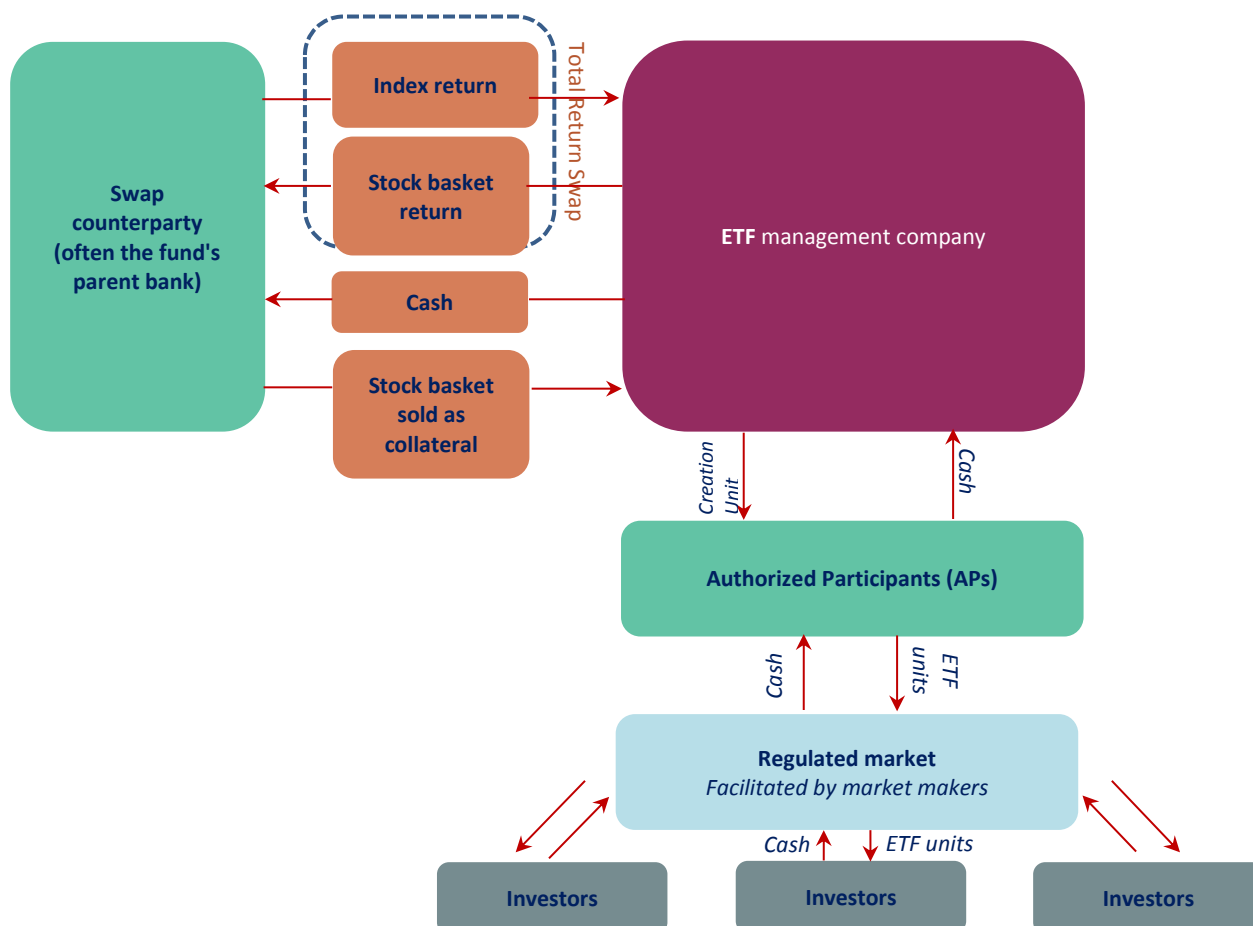 Index return
Total Return Swap
Stock basket
return
Swap
counterparty
(often the fund's
parent bank)
ETF management company
Cash
Stock basket
sold as
collateral
Creation
Unit
Cash
Authorized Participants (APs)
Cash
ETF
units
Regulated market
Facilitated by market makers
Cash
ETF units
Investors
Investors
Investors